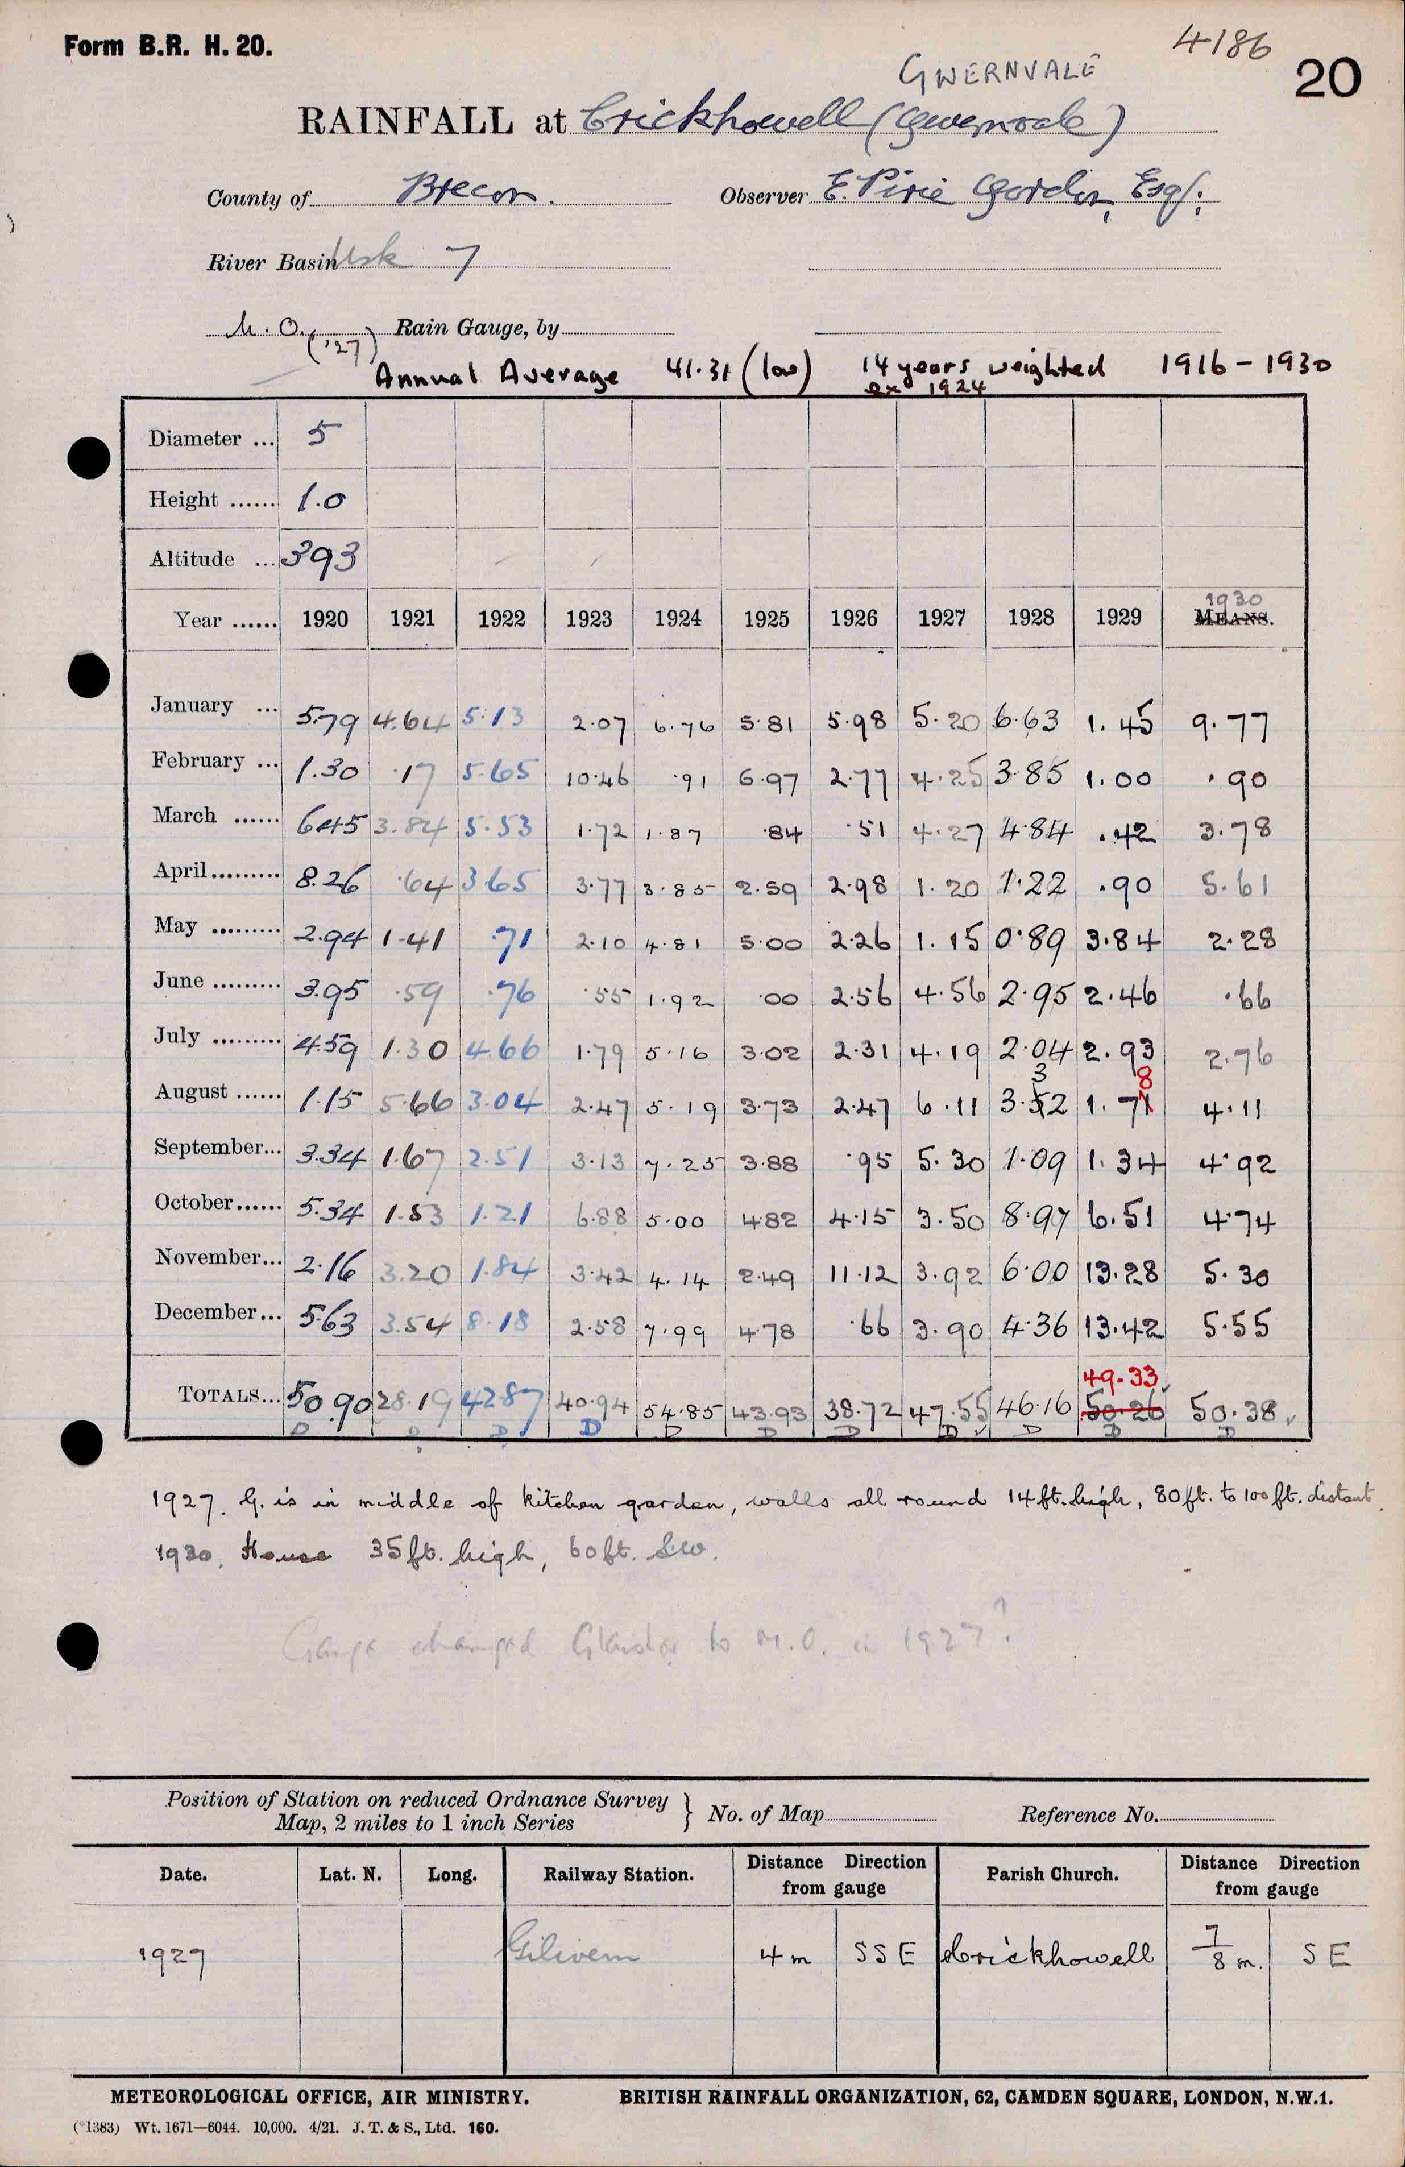 Form B.R. H. 20.
4186
20
GWERNVALE
RAINFALL at Crickhowell (Gwernvale)
County of Brecon. Observer E. Pirie Gordon, Esq.
River Basin Usk 7
M.O. ('27) Rain Gauge, by
Annual Average 41.31 (low) 14 years weighted 1916-1930
ex 1924
Diameter ... 5
Height ...... 1.0
Altitude ... 393
1930
Year ...... 1920 1921 1922 1923 1924 1925 1926 1927 1928 1929 MEANS.
January ... 5.79 4.64 5.13 2.07 6.76 5.81 5.98 5.20 6.63 1.45 9.77
February ... 1.30 .17 5.65 10.46 .91 6.97 2.77 4.25 3.85 1.00 .90
March ...... 6.45 3.84 5.53 1.72 1.87 .84 .51 4.27 4.84 .42 3.78
April......... 8.26 .64 3.65 3.77 3.85 2.59 2.98 1.20 1.22 .90 5.61
May ......... 2.94 1.41 .71 2.10 4.81 5.00 2.26 1.15 0.89 3.84 2.28
June ......... 3.95 .59 .76 .55 1.92 .00 2.56 4.56 2.95 2.46 .66
July ......... 4.59 1.30 4.66 1.79 5.16 3.02 2.31 4.19 2.04 2.93 2.76
3 8
August ...... 1.15 5.66 3.04 2.47 5.19 3.73 2.47 6.11 3.52 1.71 4.11
September... 3.34 1.67 2.51 3.13 7.25 3.88 .95 5.30 1.09 1.34 4.92
October...... 5.34 1.53 1.21 6.88 5.00 4.82 4.15 3.50 8.97 6.51 4.74
November... 2.16 3.20 1.84 3.42 4.14 2.49 11.12 3.92 6.00 13.28 5.30
December... 5.63 3.54 8.18 2.58 7.99 4.78 .66 3.90 4.36 13.42 5.55
49.33
TOTALS... 50.90 28.19 42.87 40.94 54.85 43.93 38.72 47.55 46.16 50.26 50.38
D D D D D D D D D D D
1927. G. is in middle of kitchen garden, walls all round 14 ft. high, 80 ft. to 100 ft. distant.
1930. House 35 ft. high, 60 ft. S.W.
Gauge changed Glaisher to M.O. in 1927?
Position of Station on reduced Ordnance Survey
Map, 2 miles to 1 inch Series } No. of Map Reference No.
Date. Lat. N. Long. Railway Station. Distance Direction from gauge Parish Church. Distance Direction from gauge
1927 Gilwern 4 m SSE Crickhowell 7/8 m. SE
METEOROLOGICAL OFFICE, AIR MINISTRY. BRITISH RAINFALL ORGANIZATION, 62, CAMDEN SQUARE, LONDON, N.W.1.
(*1383) Wt. 1671—6044. 10,000. 4/21. J. T. & S., Ltd. 160.